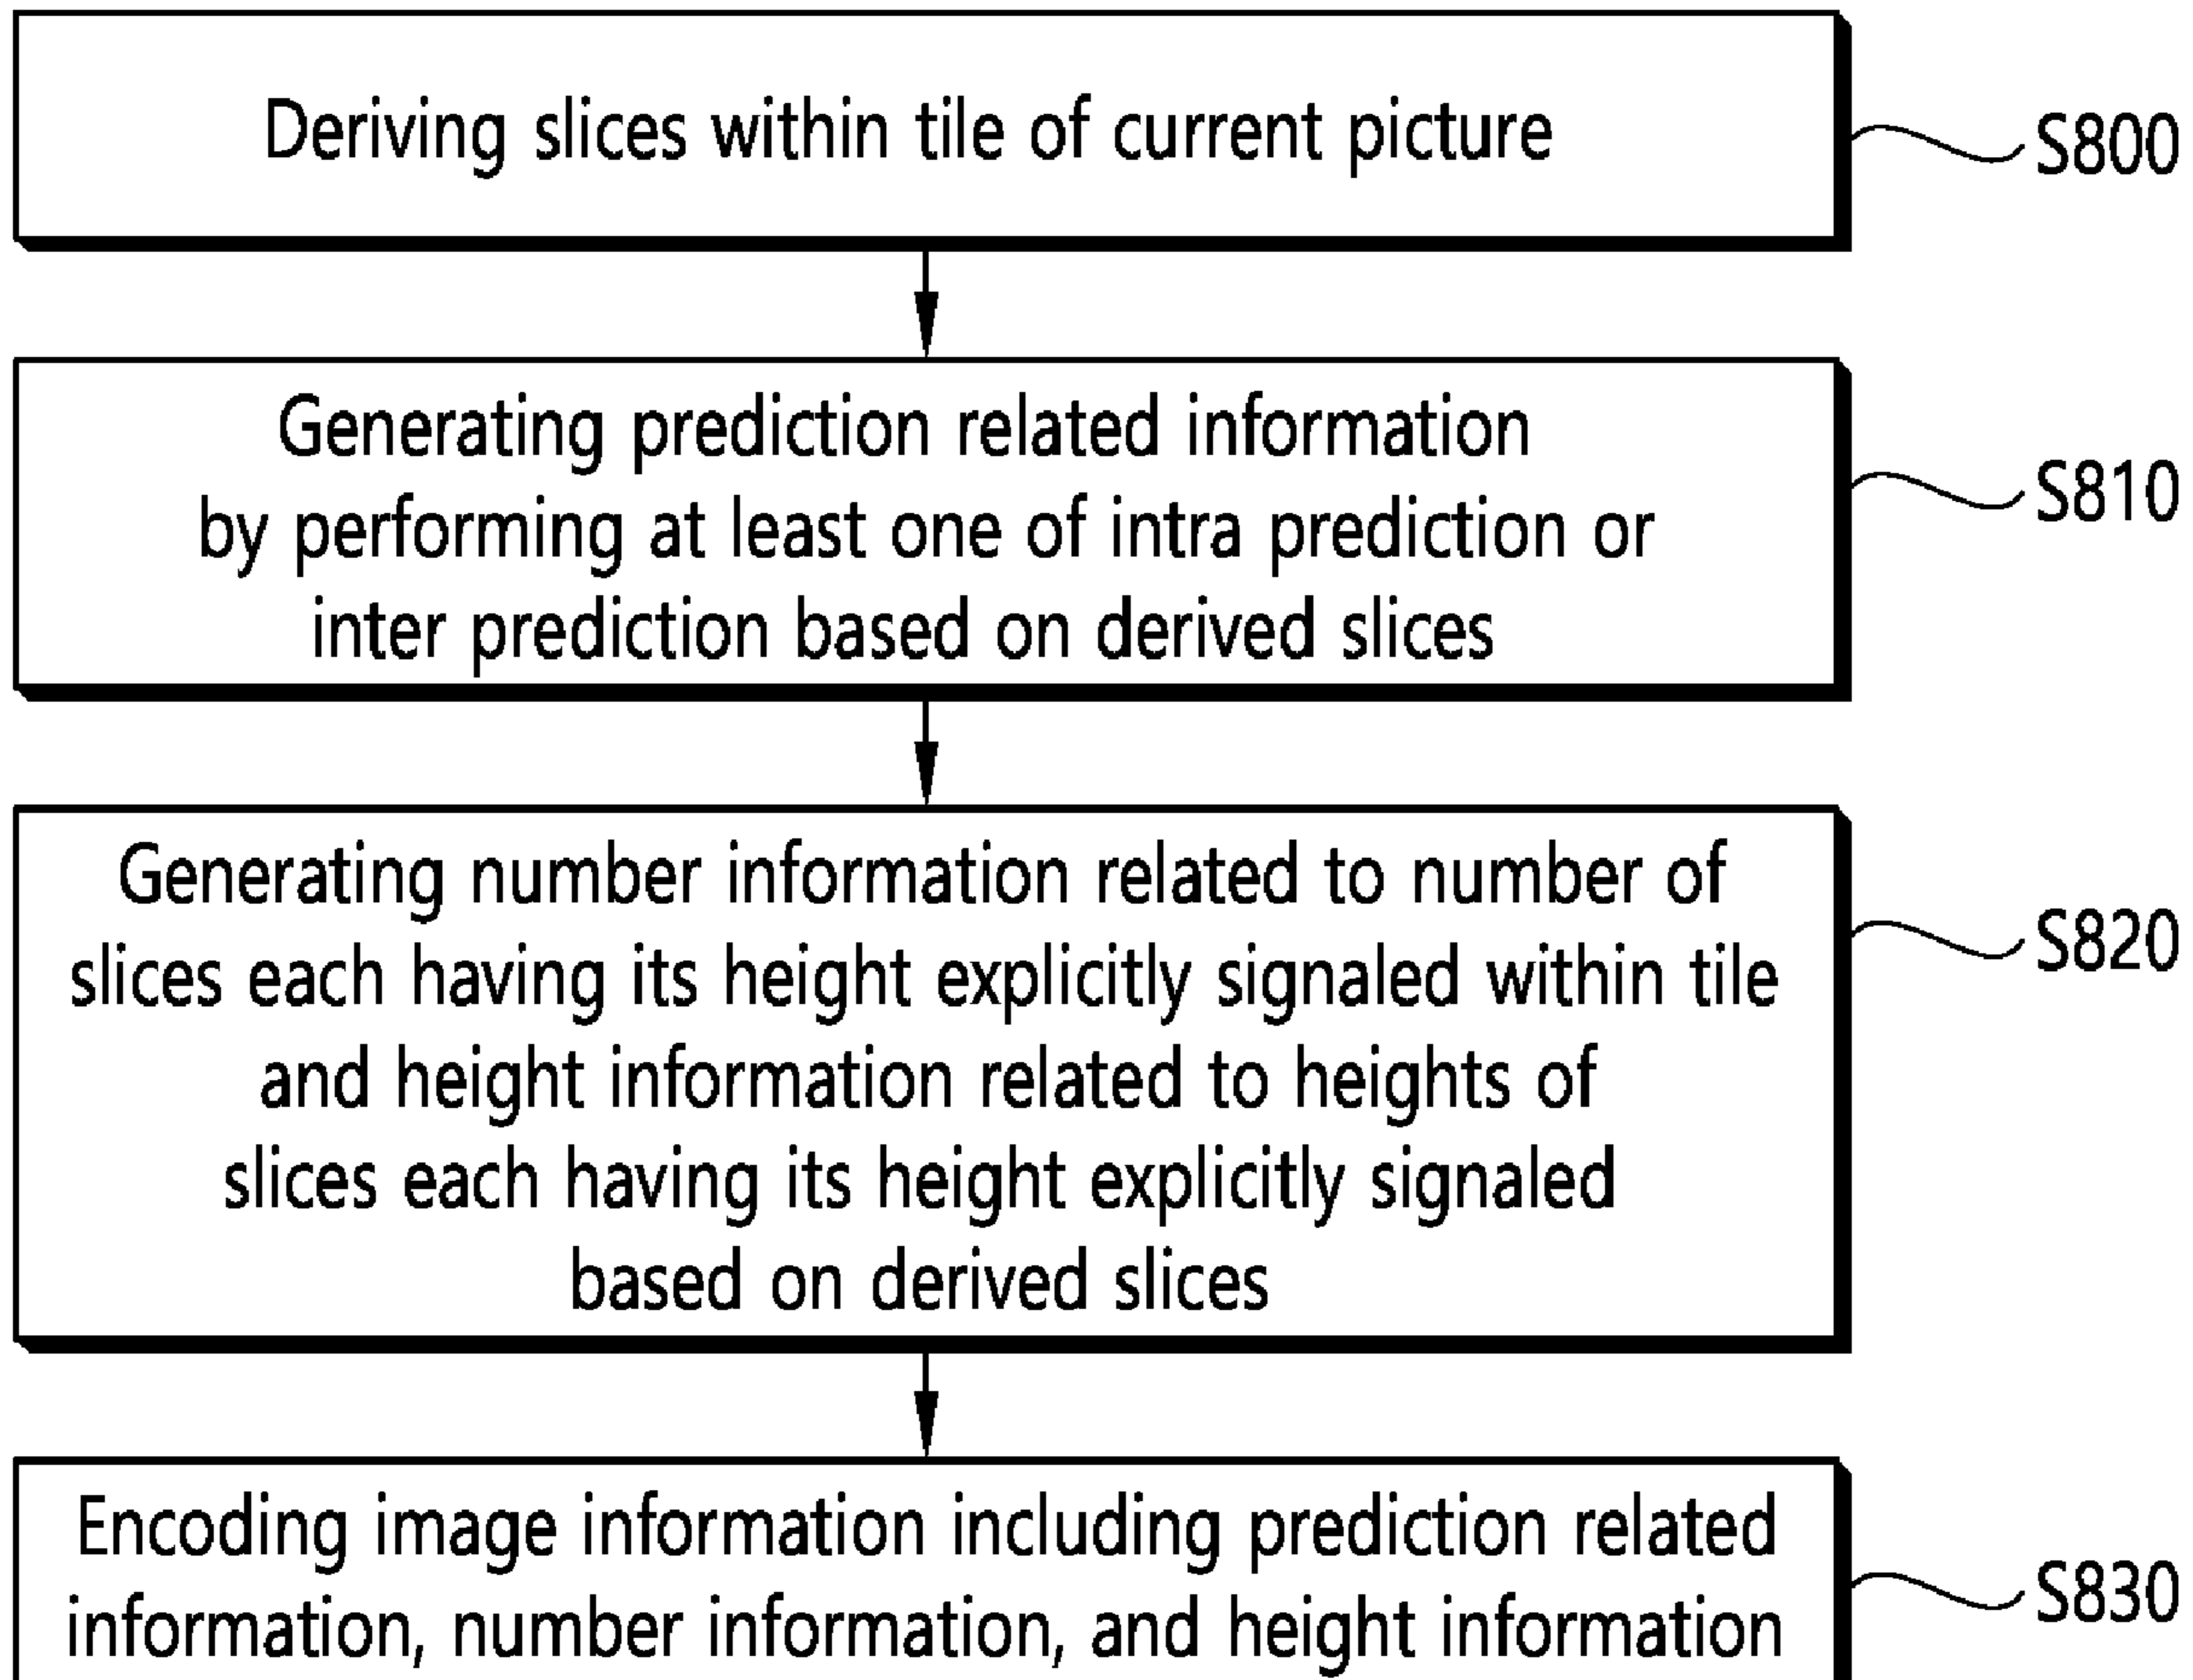 Deriving slices within tile of current picture
S800
Generating prediction related information
by performing at least one of intra prediction or
inter prediction based on derived slices
S810
Generating number information related to number of
slices each having its height explicitly signaled within tile
and height information related to heights of
slices each having its height explicitly signaled
based on derived slices
S820
Encoding image information including prediction related
information, number information, and height information
S830